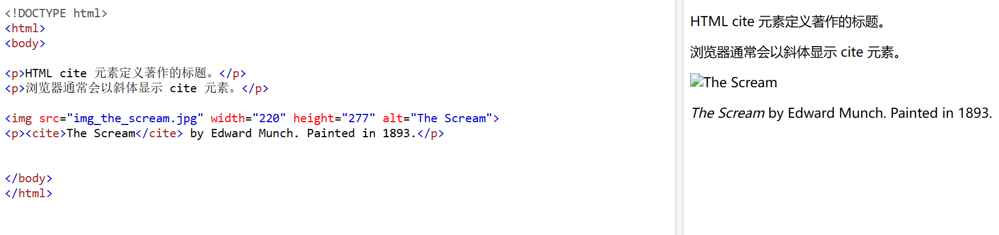 <!DOCTYPE html>
<html>
<body>
<p>HTML cite 元素定义著作的标题。</p>
<p>浏览器通常会以斜体显示 cite 元素。</p>
<img src="img_the_scream.jpg" width="220" height="277" alt="The Scream">
<p><cite>The Scream</cite> by Edward Munch. Painted in 1893.</p>
</body>
</html>
HTML cite 元素定义著作的标题。
浏览器通常会以斜体显示 cite 元素。
The Scream
The Scream by Edward Munch. Painted in 1893.